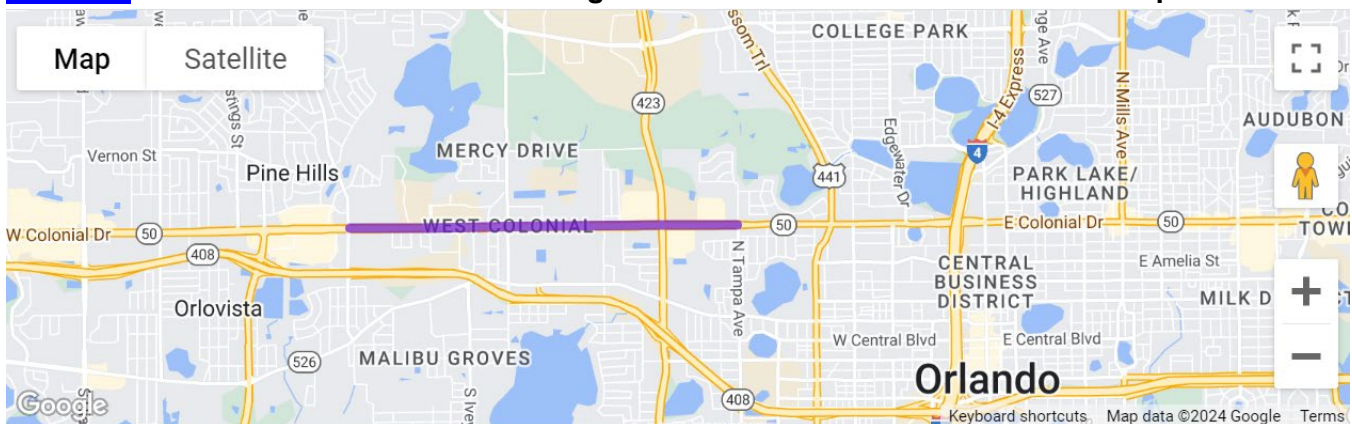 COLLEGE PARK
Map
Satellite
I-4 Express
527
N Mills Ave
423
AUDUBON
Edgewater Dr
MERCY DRIVE
Vernon St
4
PARK LAKE/
HIGHLAND
Pine Hills
441
WEST COLONIAL
W Colonial Dr
50
50
E Colonial Dr
50
408
N Tampa Ave
CENTRAL
BUSINESS
DISTRICT
E Amelia St
Orlovista
MILK D
W Central Blvd
E Central Blvd
526
MALIBU GROVES
Orlando
408
Google
Keyboard shortcuts
Map data ©2024 Google
Terms